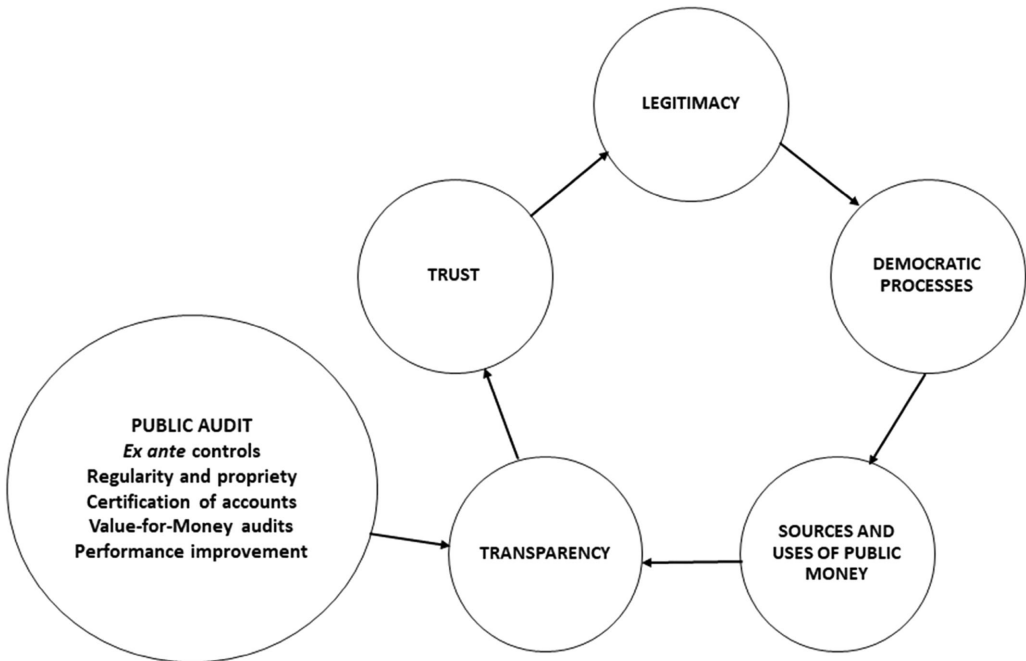 LEGITIMACY
TRUST
DEMOCRATIC
PROCESSES
PUBLIC AUDIT
Ex ante controls
Regularity and propriety
Certification of accounts
Value-for-Money audits
Performance improvement
TRANSPARENCY
SOURCES AND
USES OF PUBLIC
MONEY